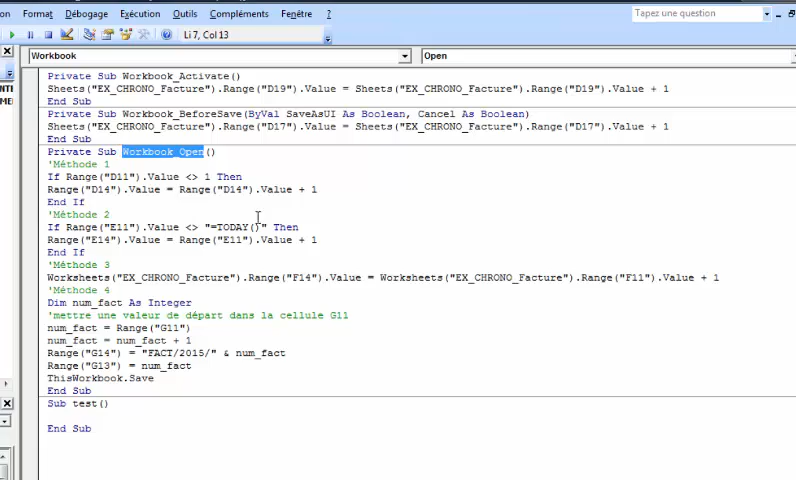 on Format Débogage Exécution Outils Compléments Fenêtre ? Tapez une question
Li 7, Col 13
Workbook Open
NTI
ME
Private Sub Workbook_Activate()
Sheets("EX_CHRONO_Facture").Range("D19").Value = Sheets("EX_CHRONO_Facture").Range("D19").Value + 1
End Sub
Private Sub Workbook_BeforeSave(ByVal SaveAsUI As Boolean, Cancel As Boolean)
Sheets("EX_CHRONO_Facture").Range("D17").Value = Sheets("EX_CHRONO_Facture").Range("D17").Value + 1
End Sub
Private Sub Workbook_Open()
'Méthode 1
If Range("D11").Value <> 1 Then
Range("D14").Value = Range("D14").Value + 1
End If
'Méthode 2
If Range("E11").Value <> "=TODAY()" Then
Range("E14").Value = Range("E11").Value + 1
End If
'Méthode 3
Worksheets("EX_CHRONO_Facture").Range("F14").Value = Worksheets("EX_CHRONO_Facture").Range("F11").Value + 1
'Méthode 4
Dim num_fact As Integer
'mettre une valeur de départ dans la cellule G11
num_fact = Range("G11")
num_fact = num_fact + 1
Range("G14") = "FACT/2015/" & num_fact
Range("G13") = num_fact
ThisWorkbook.Save
End Sub
Sub test()
End Sub